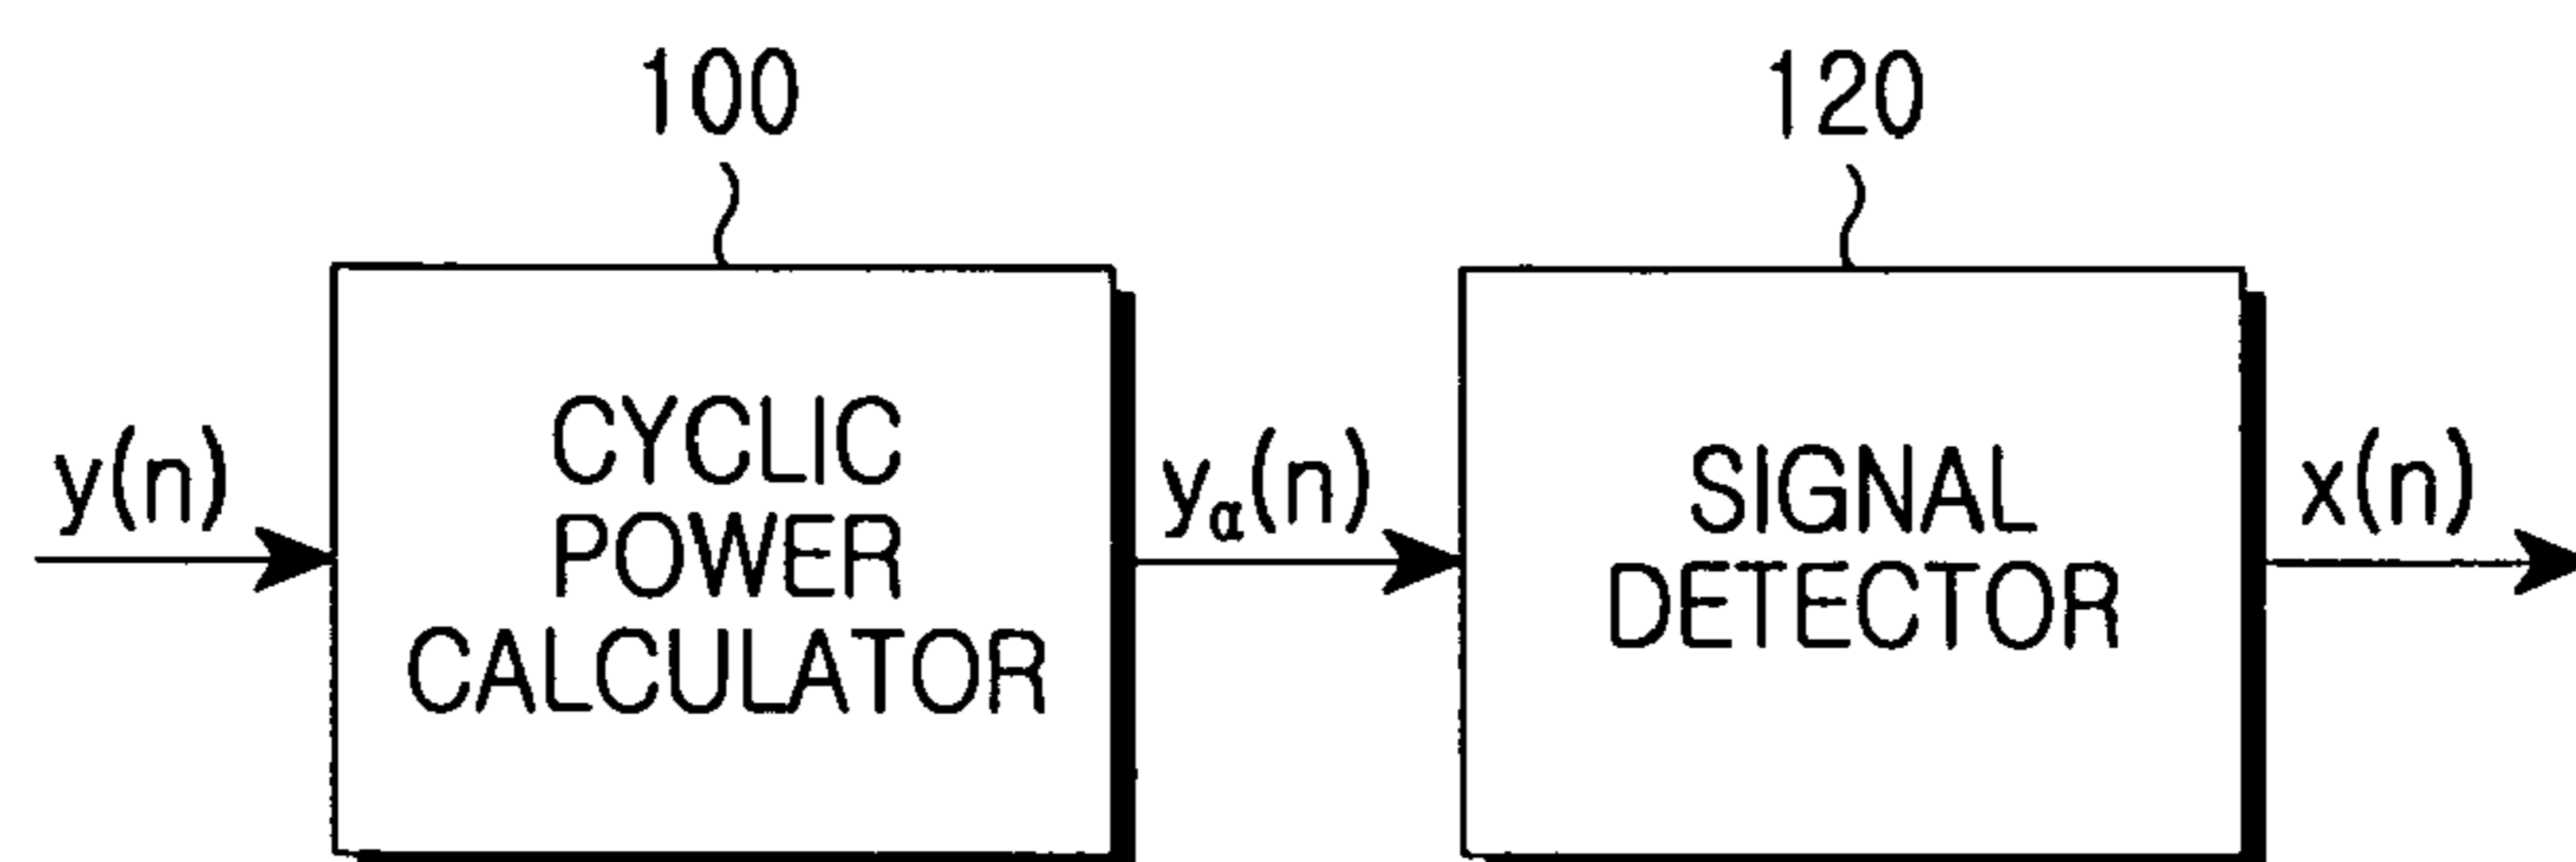 100
120
y(n)
CYCLIC
POWER
CALCULATOR
yα(n)
SIGNAL
DETECTOR
x(n)